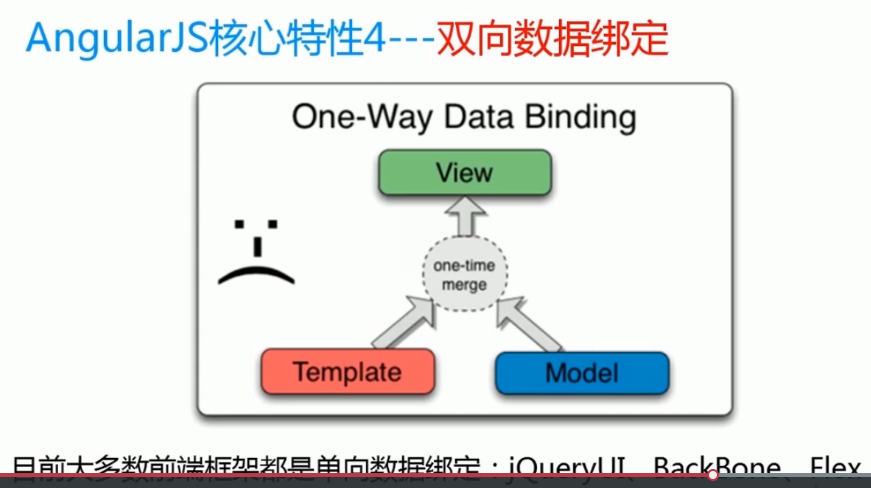 AngularJS核心特性4---双向数据绑定
One-Way Data Binding
View
one-time
merge
Template
Model
目前大多数前端框架都是单向数据绑定：jQueryUI、BackBone、Flex